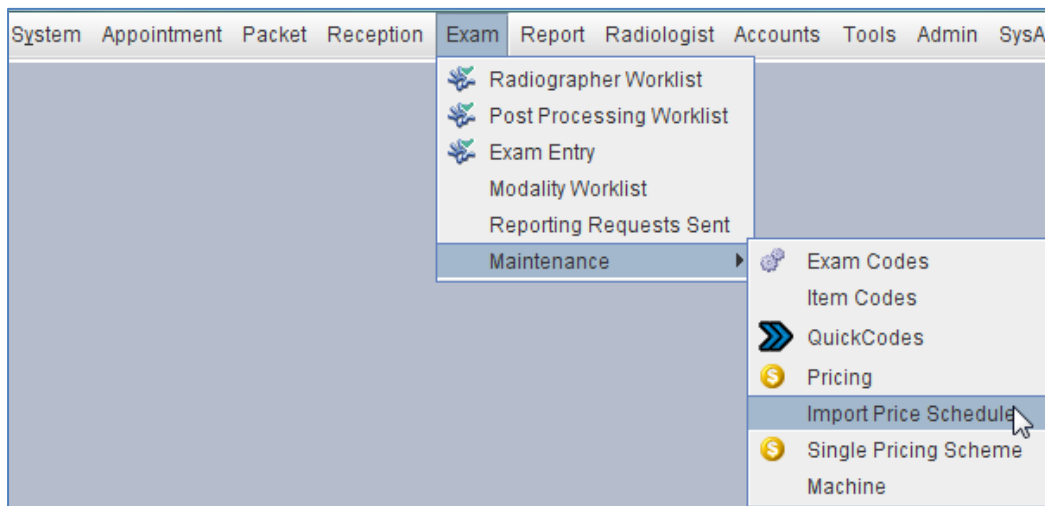 System Appointment Packet Reception Exam Report Radiologist Accounts Tools Admin SysA
Radiographer Worklist
Post Processing Worklist
Exam Entry
Modality Worklist
Reporting Requests Sent
Maintenance
Exam Codes
Item Codes
QuickCodes
Pricing
Import Price Schedule
Single Pricing Scheme
Machine